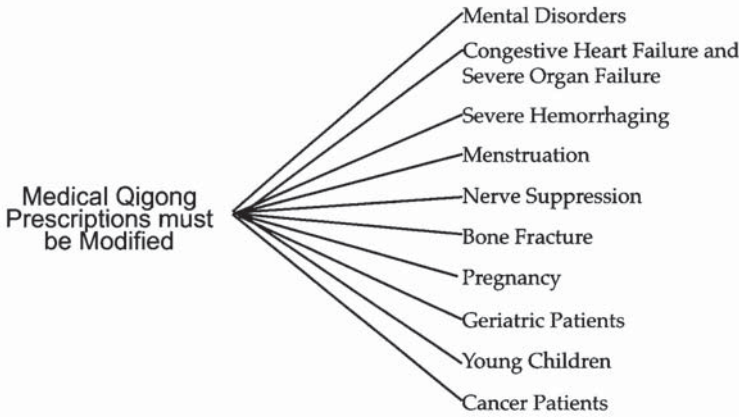 Mental Disorders
Congestive Heart Failure and
Severe Organ Failure
Severe Hemorrhaging
Menstruation
Nerve Suppression
Bone Fracture
Pregnancy
Geriatric Patients
Young Children
Cancer Patients
Medical Qigong
Prescriptions must
be Modified